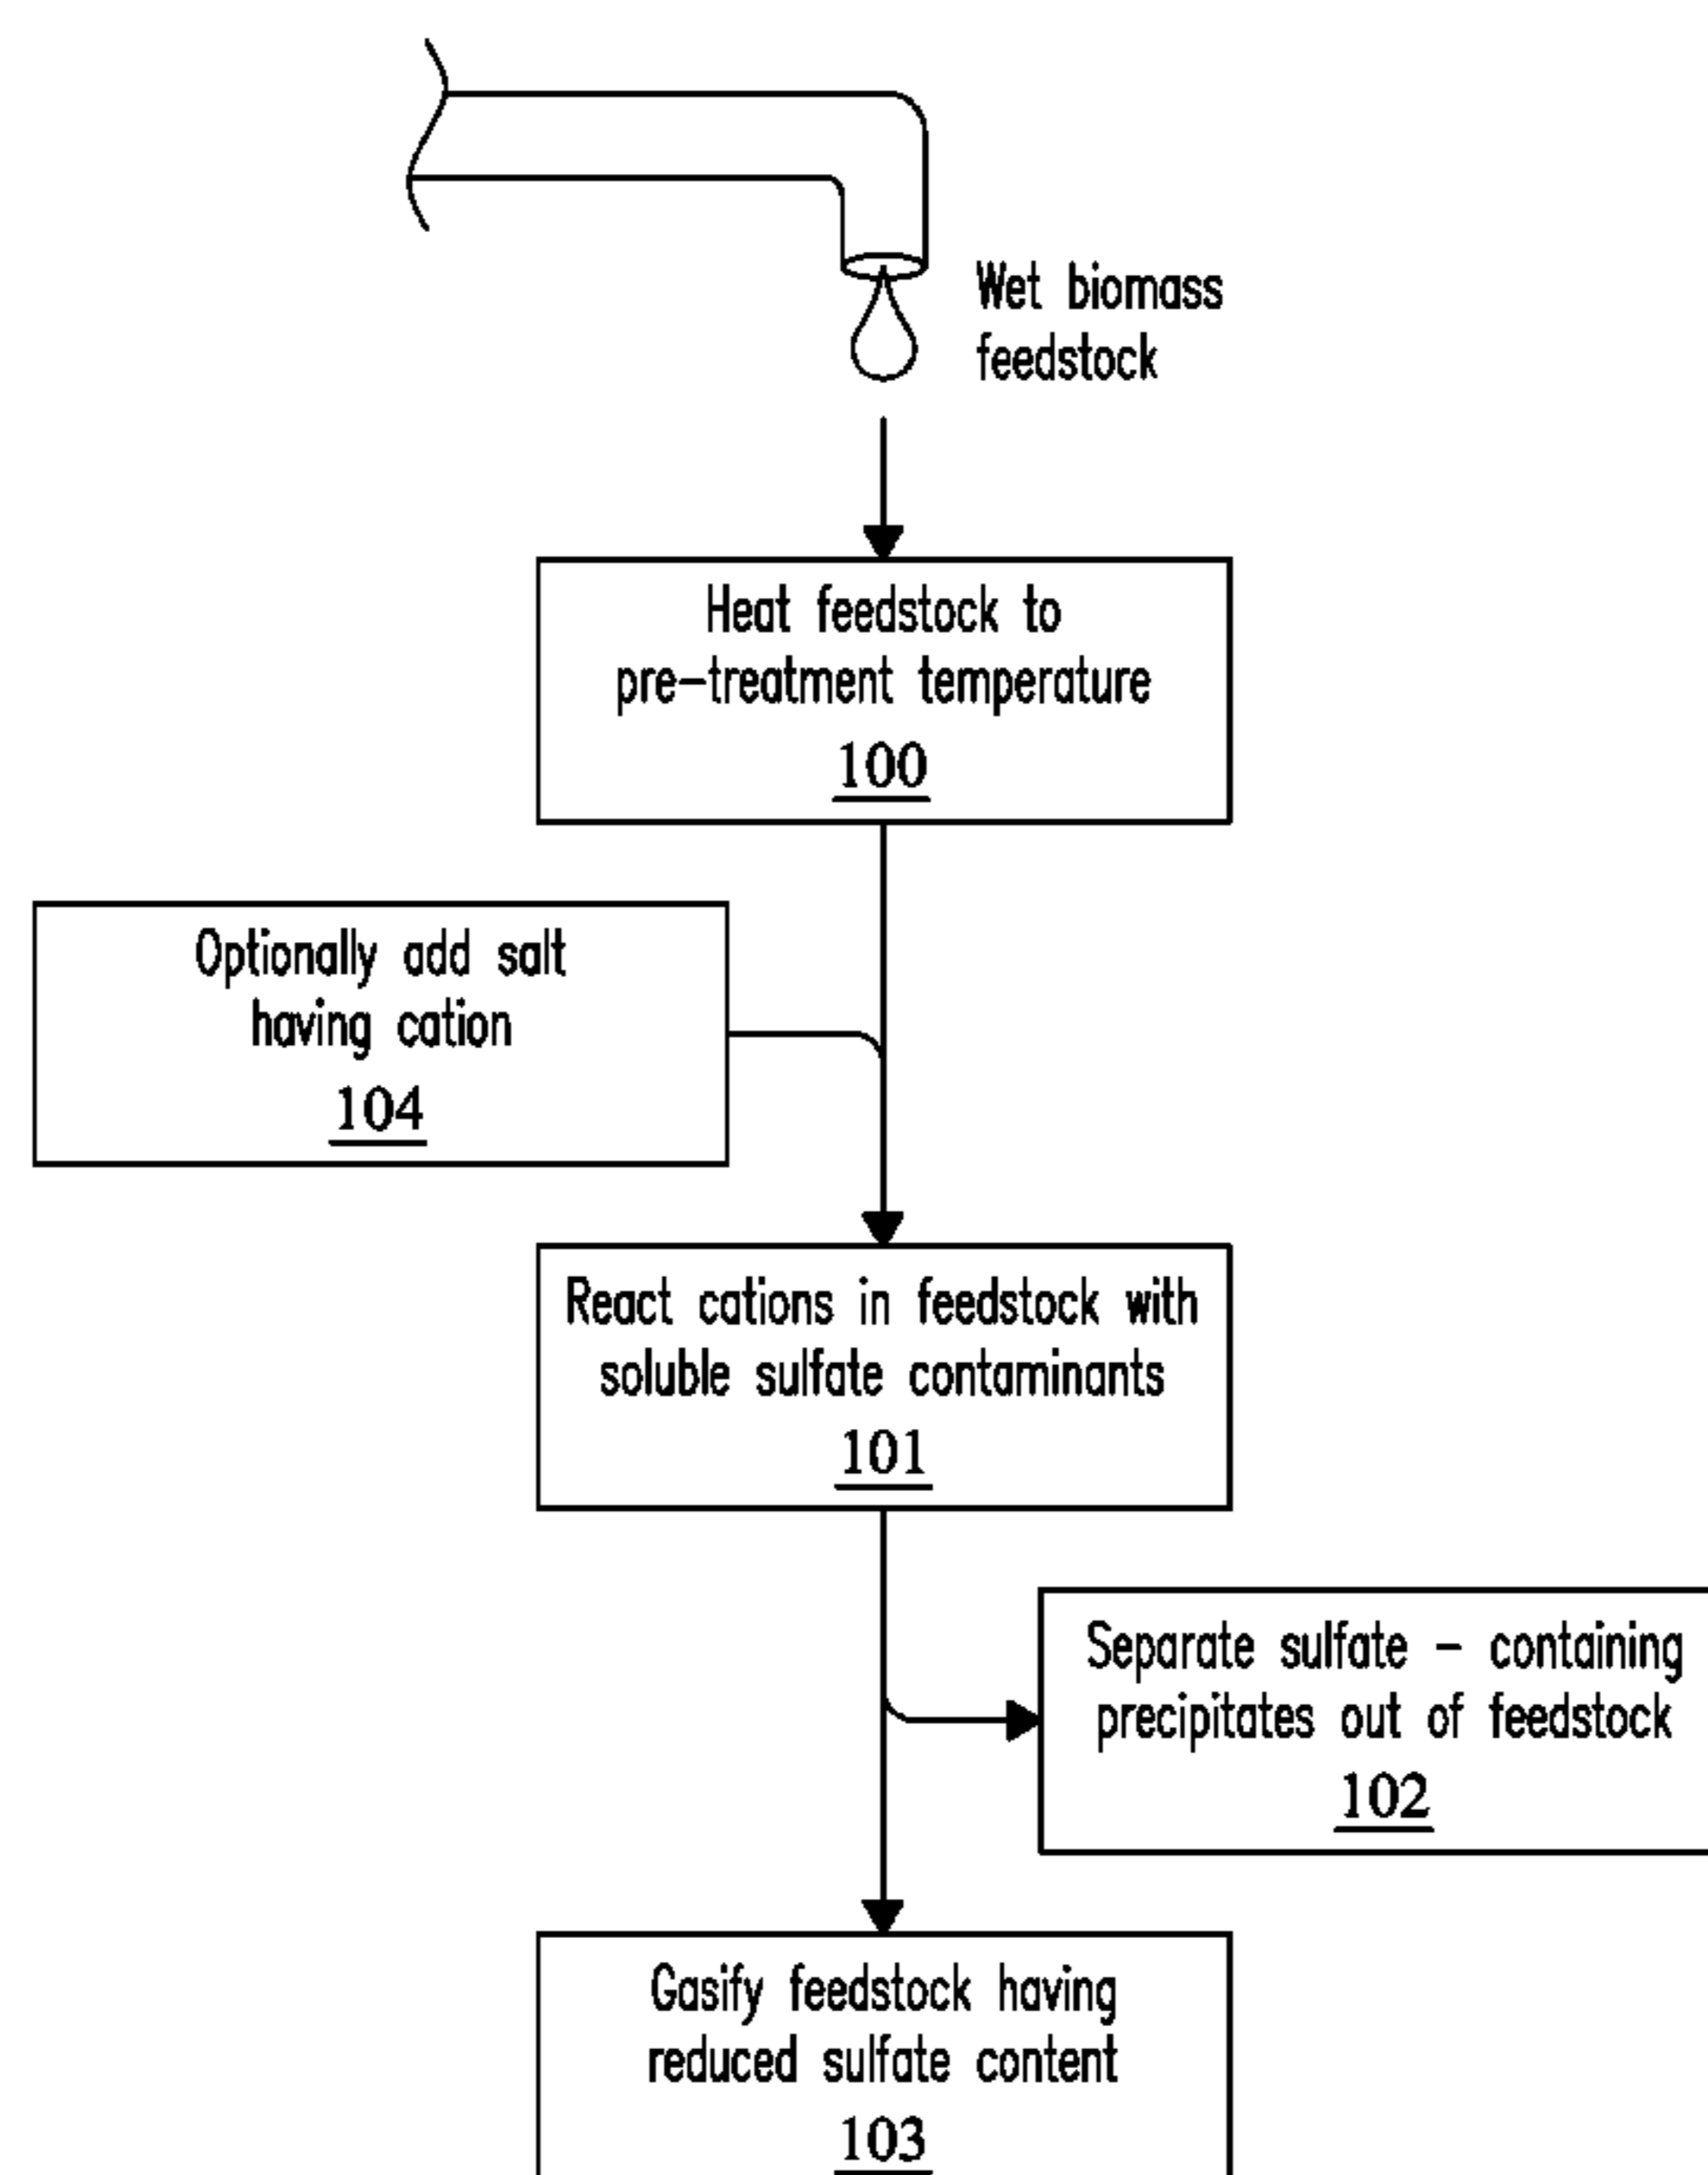 Wet biomass
feedstock
Heat feedstock to
pre-treatment temperature
100
Optionally add salt
having cation
104
React cations in feedstock with
soluble sulfate contaminants
101
Separate sulfate - containing
precipitates out of feedstock
102
Gasify feedstock having
reduced sulfate content
103